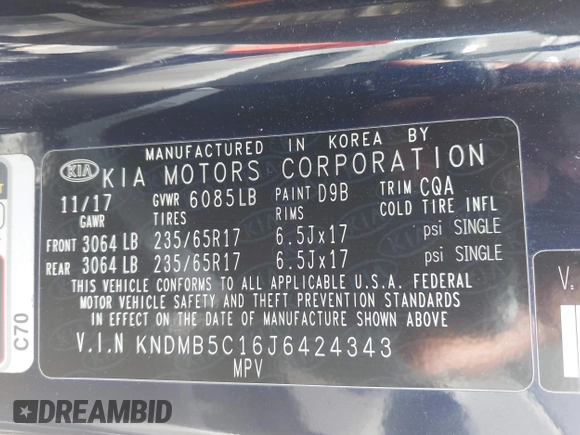 MANUFACTURED IN KOREA BY
KIA KIA MOTORS CORPORATION
11/17 GVWR 6085LB PAINT D9B TRIM CQA
GAWR TIRES RIMS COLD TIRE INFL
FRONT 3064 LB 235/65R17 6.5Jx17 psi SINGLE
REAR 3064 LB 235/65R17 6.5Jx17 psi SINGLE
THIS VEHICLE CONFORMS TO ALL APPLICABLE U.S.A. FEDERAL
MOTOR VEHICLE SAFETY AND THEFT PREVENTION STANDARDS
IN EFFECT ON THE DATE OF MANUFACTURE SHOWN ABOVE
V.I.N KNDMB5C16J6424343
MPV
C70
V.
DREAMBID